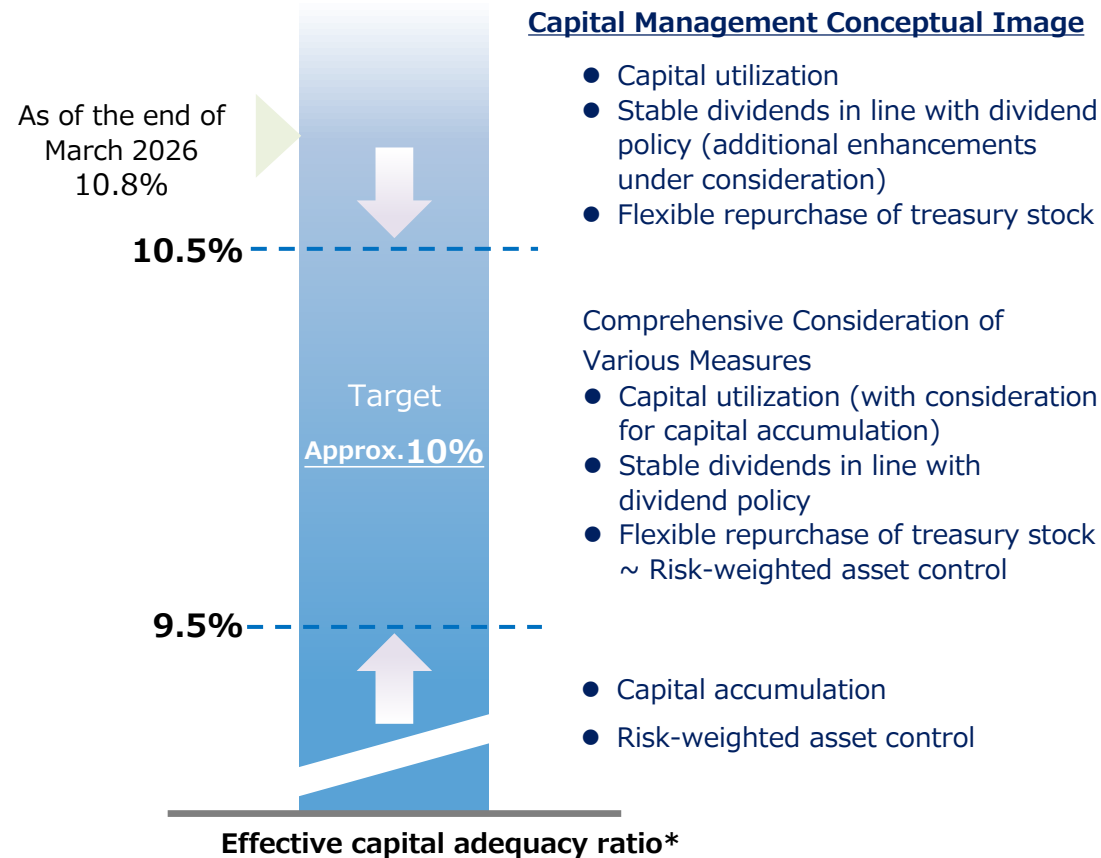 Capital Management Conceptual Image
● Capital utilization
● Stable dividends in line with dividend
policy (additional enhancements
under consideration)
● Flexible repurchase of treasury stock
As of the end of
March 2026
10.8%
10.5%
Comprehensive Consideration of
Various Measures
● Capital utilization (with consideration
for capital accumulation)
● Stable dividends in line with
dividend policy
● Flexible repurchase of treasury stock
~ Risk-weighted asset control
Target
Approx.10%
9.5%
● Capital accumulation
● Risk-weighted asset control
Effective capital adequacy ratio*